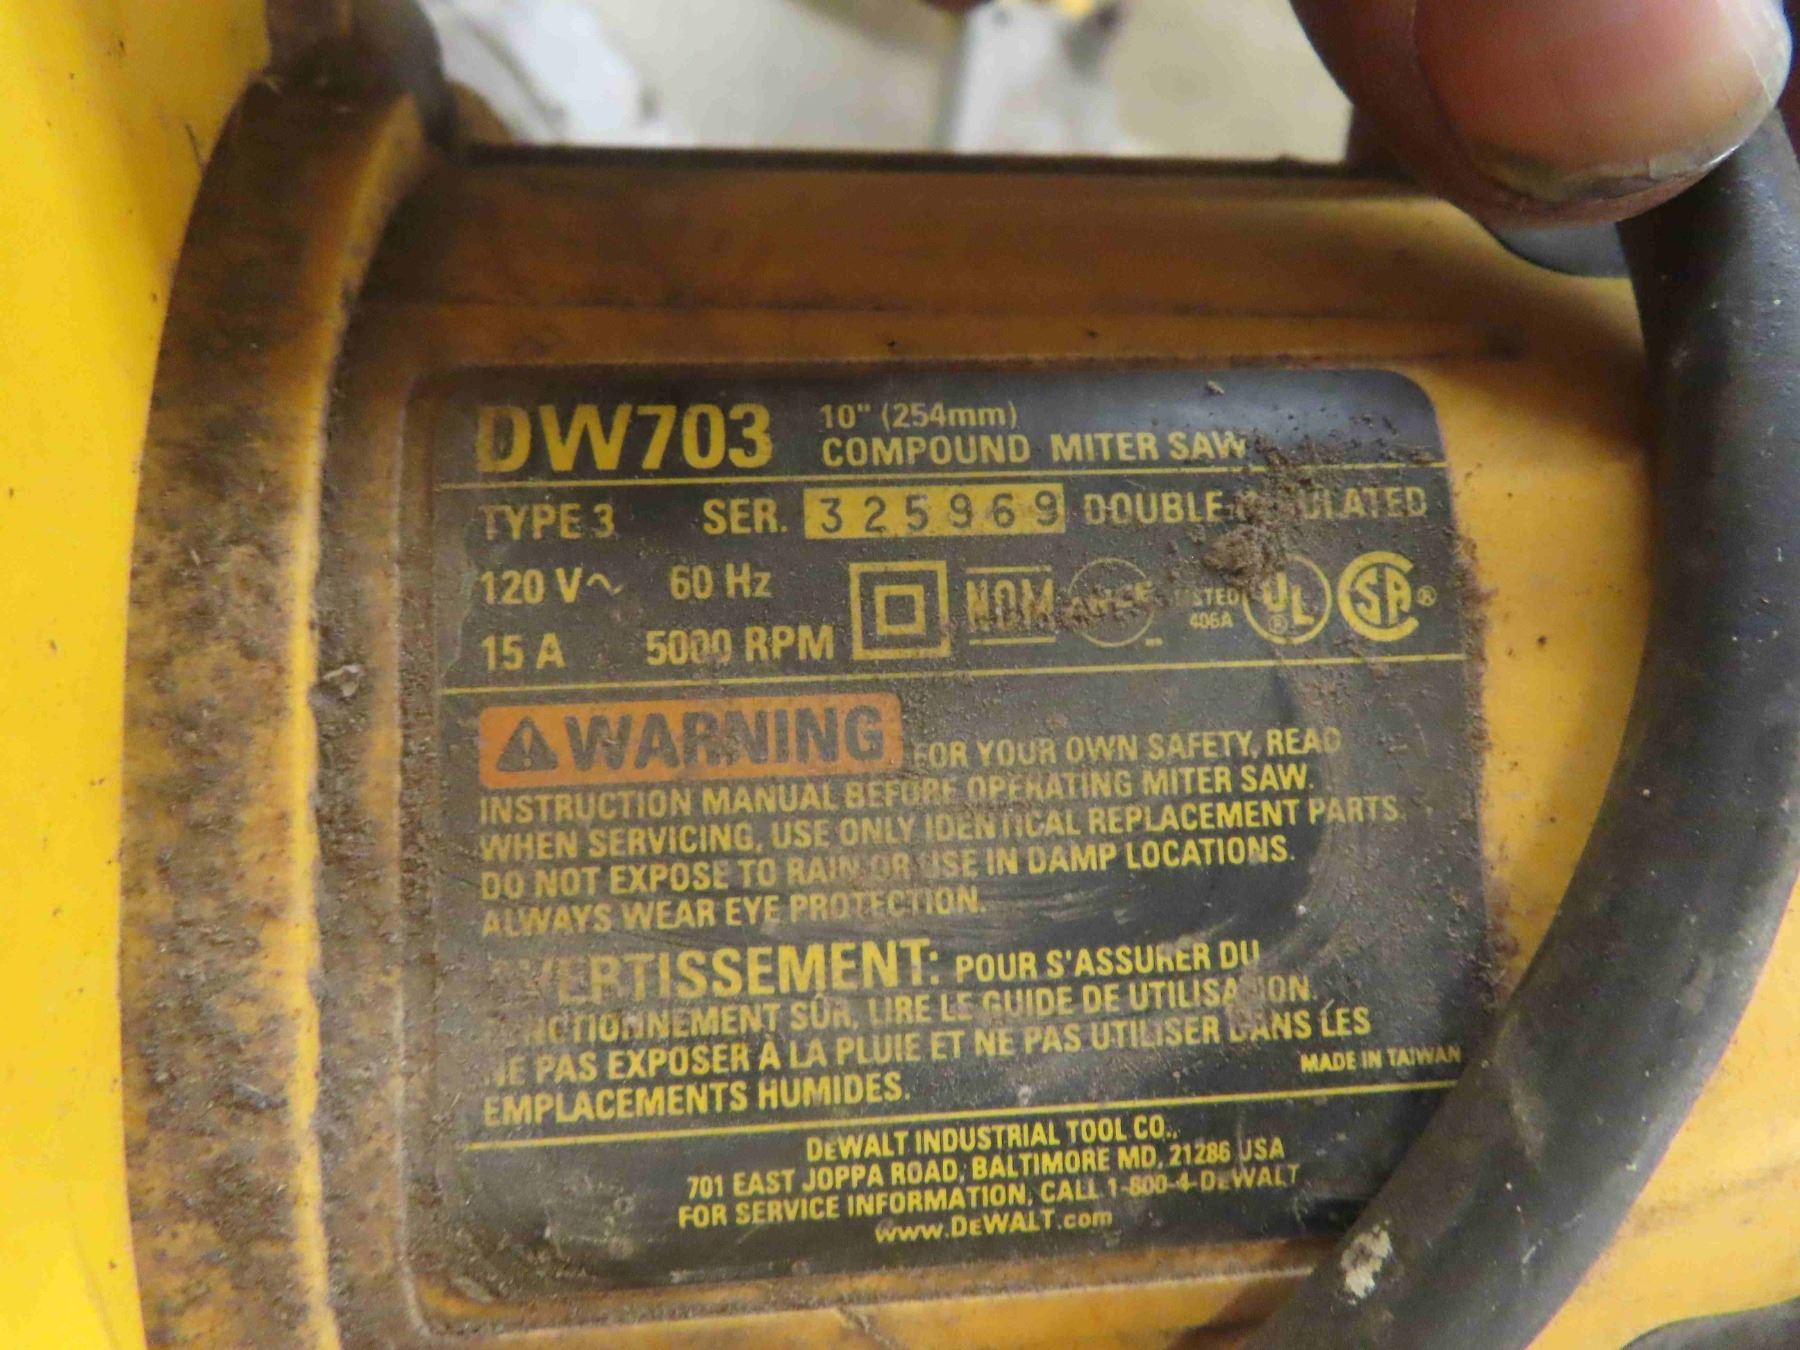 DW703 10" (254mm)
COMPOUND MITER SAW
TYPE 3 SER. 325969 DOUBLE
120 V~ 60 Hz NOM LISTED 406A UL ® SA ®
15 A 5000 RPM
⚠WARNING FOR YOUR OWN SAFETY, READ
INSTRUCTION MANUAL BEFORE OPERATING MITER SAW.
WHEN SERVICING, USE ONLY IDENTICAL REPLACEMENT PARTS.
DO NOT EXPOSE TO RAIN OR USE IN DAMP LOCATIONS.
ALWAYS WEAR EYE PROTECTION.
AVERTISSEMENT: POUR S'ASSURER DU
FONCTIONNEMENT SÛR, LIRE LE GUIDE DE UTILISATION.
NE PAS EXPOSER À LA PLUIE ET NE PAS UTILISER DANS LES
EMPLACEMENTS HUMIDES.
MADE IN TAIWAN
DEWALT INDUSTRIAL TOOL CO.,
701 EAST JOPPA ROAD, BALTIMORE MD, 21286 USA
FOR SERVICE INFORMATION, CALL 1-800-4-DEWALT
www.DEWALT.com